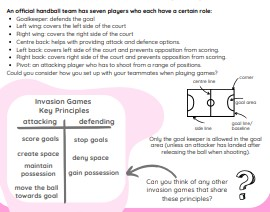 An official handball team has seven players who each have a certain role:
• Goalkeeper: defends the goal
• Left wing: covers the left side of the court
• Right wing: covers the right side of the court
• Centre back: helps with providing attack and defence options
• Left back: covers left side of the court and prevents opposition from scoring.
• Right back: covers right side of the court and prevents opposition from scoring.
• Pivot: an attacking player who has to shoot from a range of positions.
Could you consider how you set up with your teammates when playing games?
Invasion Games
Key Principles
attacking
defending
score goals
stop goals
create space
deny space
maintain
possession
gain possession
move the ball
towards goal
centre line
corner
goal area
side line
goal line/
baseline
Only the goal keeper is allowed in the goal
area (unless an attacker has landed after
releasing the ball when shooting).
Can you think of any other
invasion games that share
these principles?
?